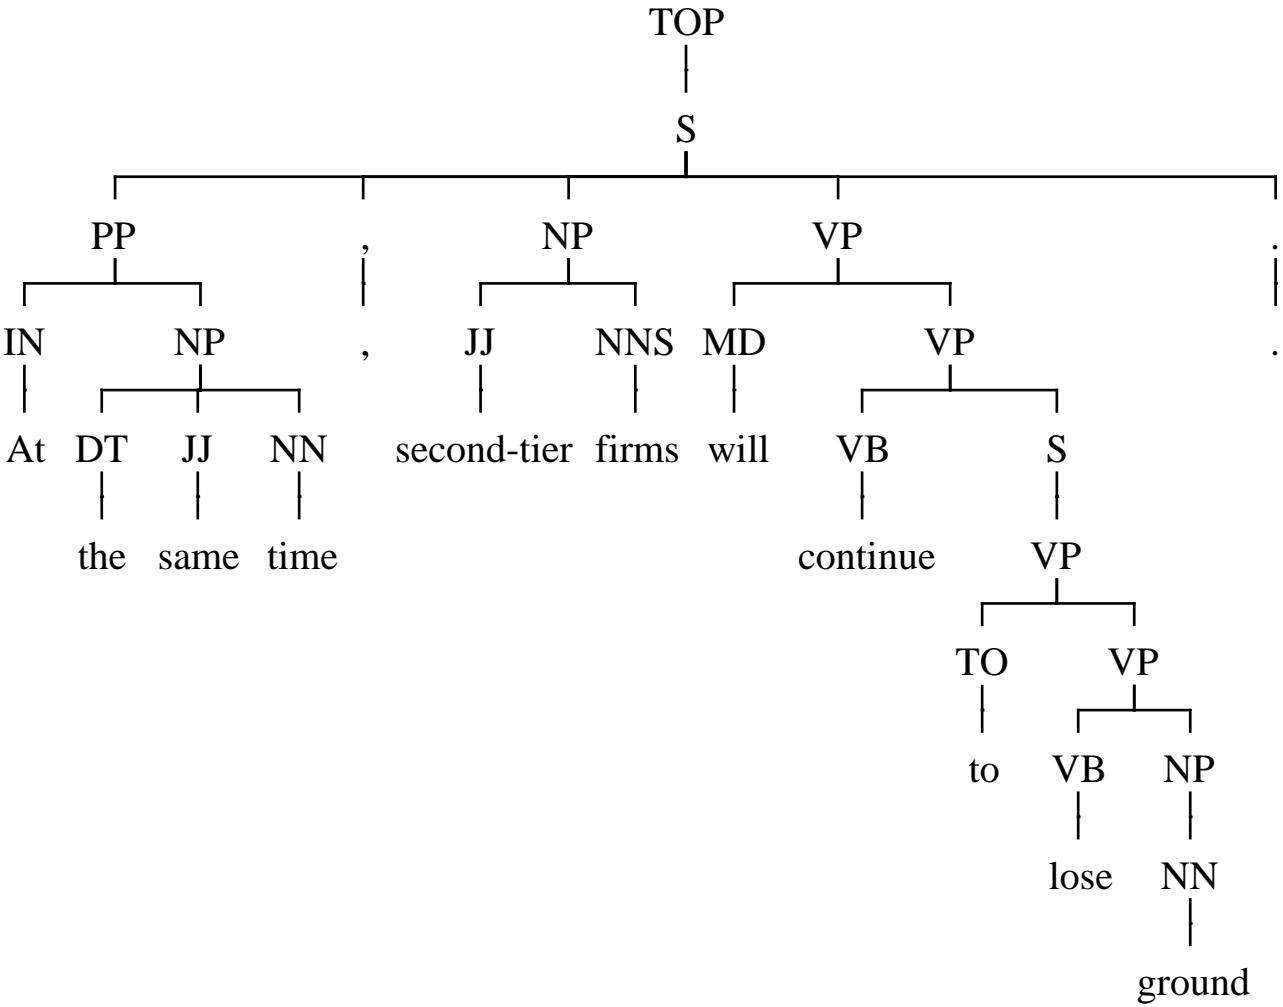 TOP
S
PP , NP VP .
IN NP , JJ NNS MD VP .
At DT JJ NN second-tier firms will VB S
the same time continue VP
TO VP
to VB NP
lose NN
ground